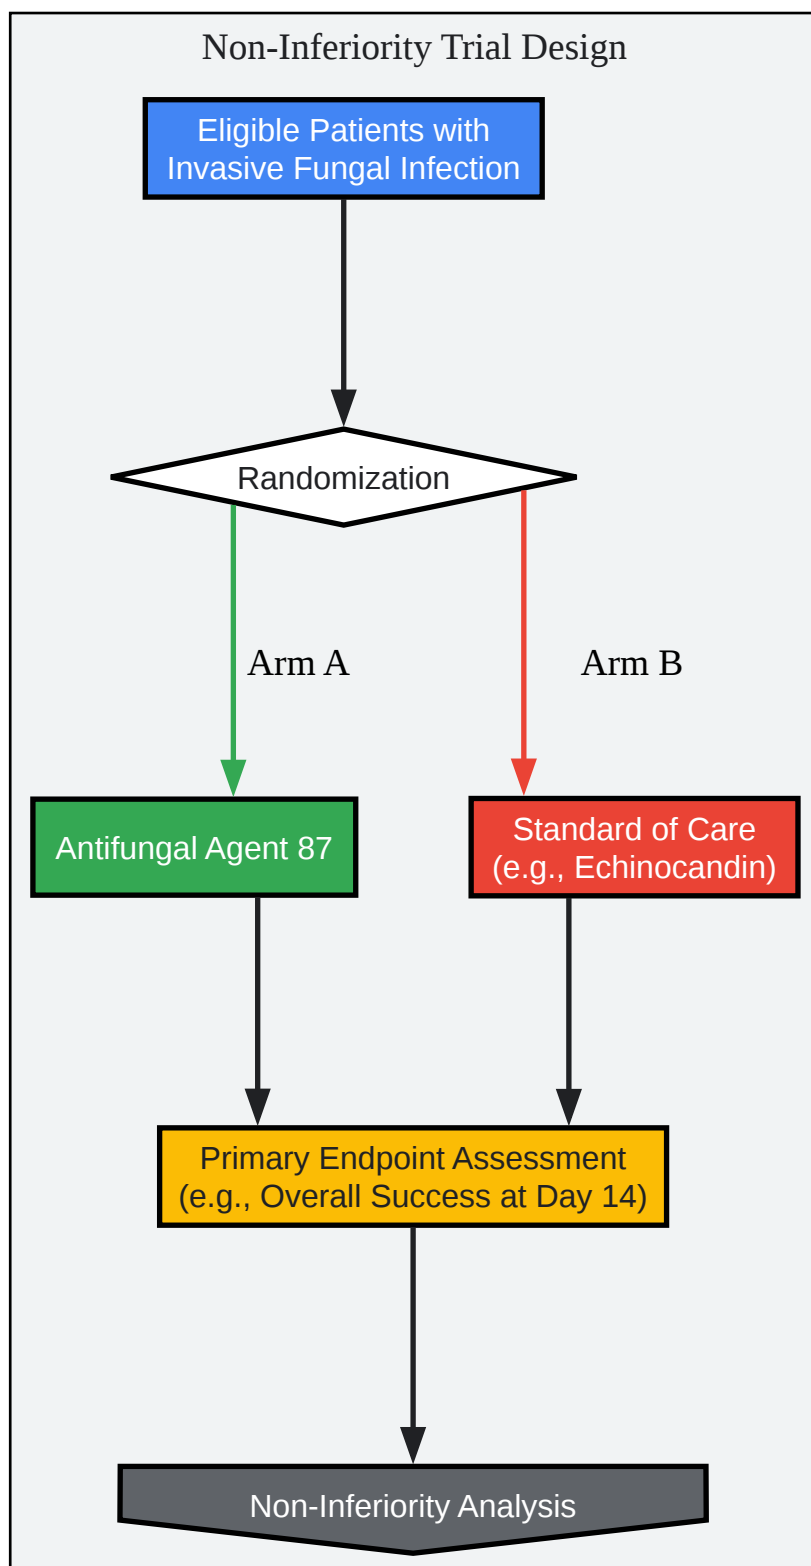 Non-Inferiority Trial Design
Eligible Patients with
Invasive Fungal Infection
Randomization
Arm A
Arm B
Antifungal Agent 87
Standard of Care
(e.g., Echinocandin)
Primary Endpoint Assessment
(e.g., Overall Success at Day 14)
Non-Inferiority Analysis